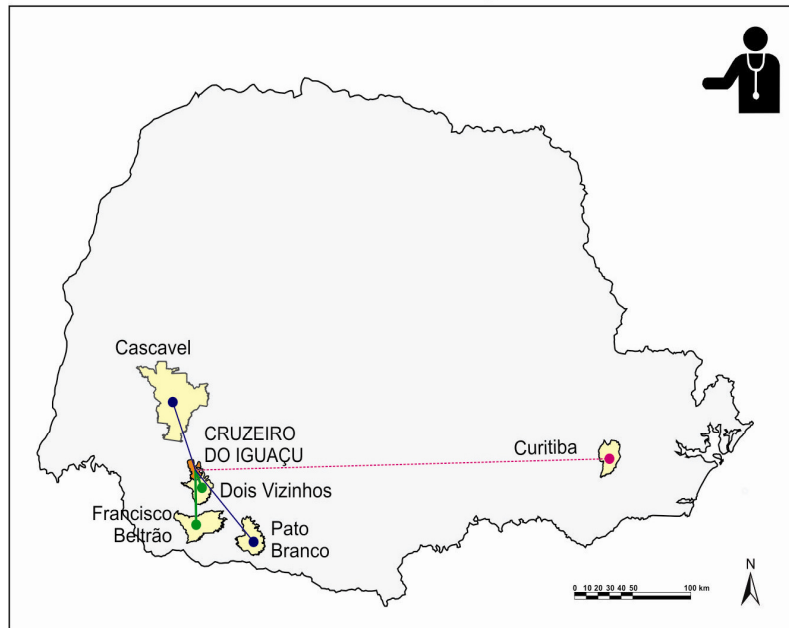 Cascavel
CRUZEIRO
DO IGUAÇU
Curitiba
Dois Vizinhos
Francisco
Beltrão
Pato
Branco
N
0 10 20 30 40 50 100 km